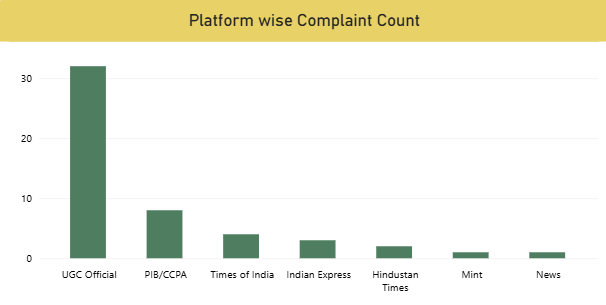 Platform wise Complaint Count
30
20
10
0
UGC Official PIB/CCPA Times of India Indian Express Hindustan Times Mint News